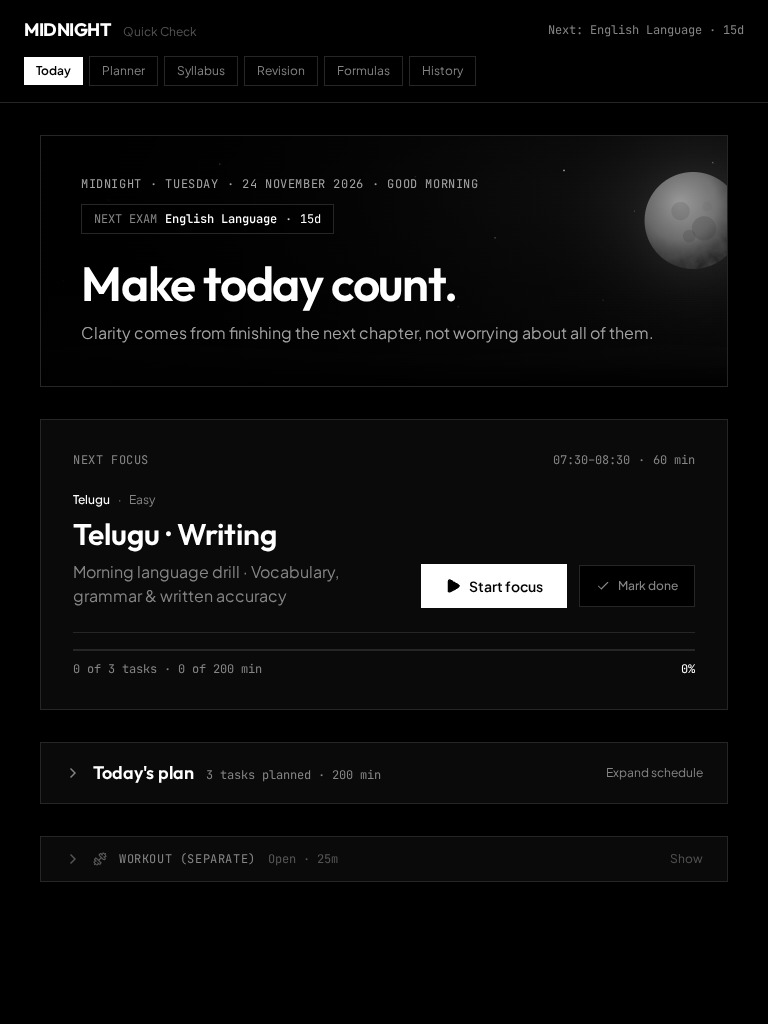 MIDNIGHT Quick Check
Next: English Language · 15d
Today Planner Syllabus Revision Formulas History
MIDNIGHT · TUESDAY · 24 NOVEMBER 2026 · GOOD MORNING
NEXT EXAM English Language · 15d
Make today count.
Clarity comes from finishing the next chapter, not worrying about all of them.
NEXT FOCUS
07:30–08:30 · 60 min
Telugu · Easy
Telugu · Writing
Morning language drill · Vocabulary,
grammar & written accuracy
Start focus
Mark done
0 of 3 tasks · 0 of 200 min
0%
Today's plan 3 tasks planned · 200 min
Expand schedule
WORKOUT (SEPARATE) Open · 25m
Show